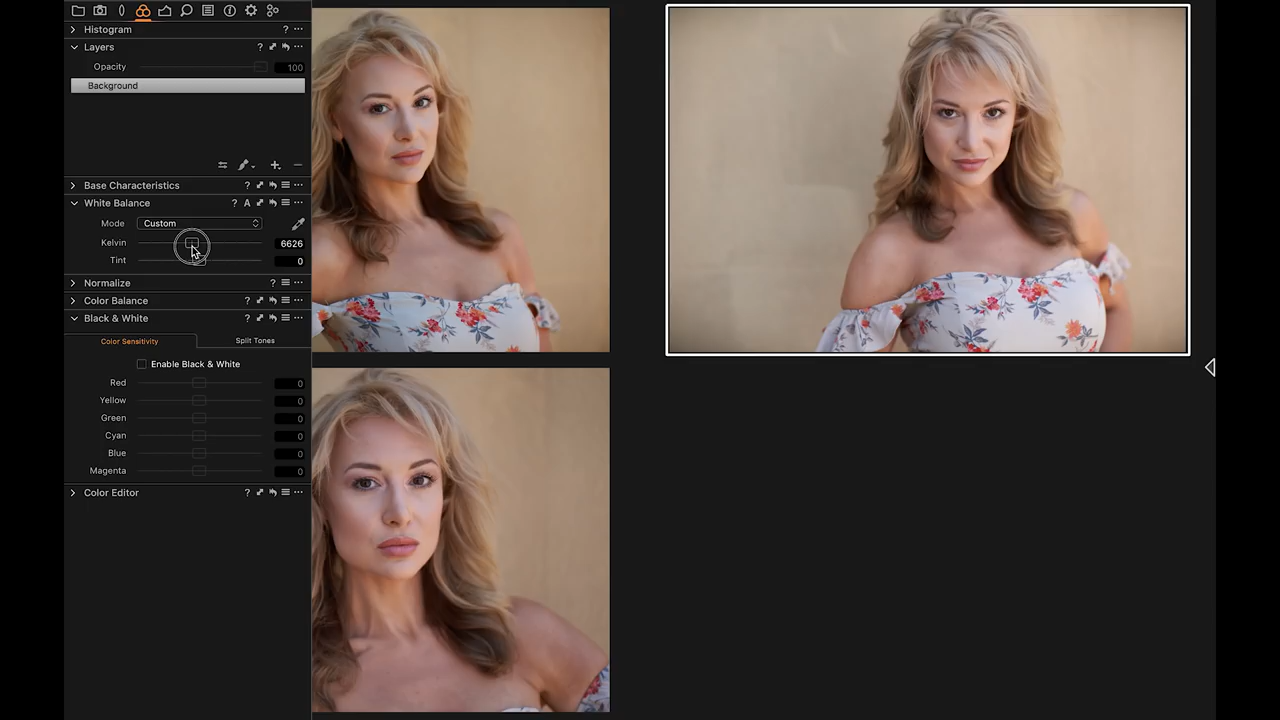 Histogram ?
Layers ?
Opacity 100
Background
Base Characteristics ?
White Balance ? A
Mode Custom
Kelvin 6626
Tint 0
Normalize ?
Color Balance ?
Black & White ?
Color Sensitivity Split Tones
Enable Black & White
Red 0
Yellow 0
Green 0
Cyan 0
Blue 0
Magenta 0
Color Editor ?